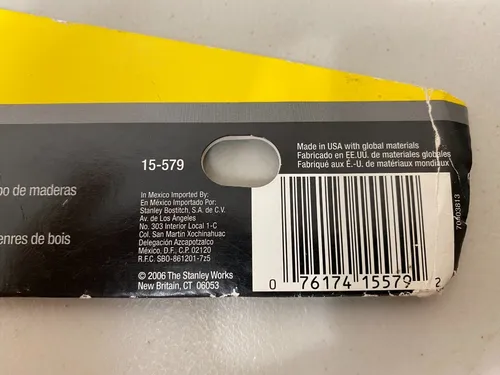 Made in USA with global materials
Fabricado en EE.UU. de materiales globales
Fabriqué aux É.-U. de matériaux mondiaux
15-579
po de maderas
enres de bois
In Mexico Imported By:
En México Importado Por:
Stanley Bostitch, S.A. de C.V.
Av. de Los Angeles
No. 303 Interior Local 1-C
Col. San Martin Xochinahuac
Delegación Azcapotzalco
México, D.F., C.P. 02120
R.F.C. SBO-861201-7z5
© 2006 The Stanley Works
New Britain, CT 06053
0 76174 15579 2
70403813